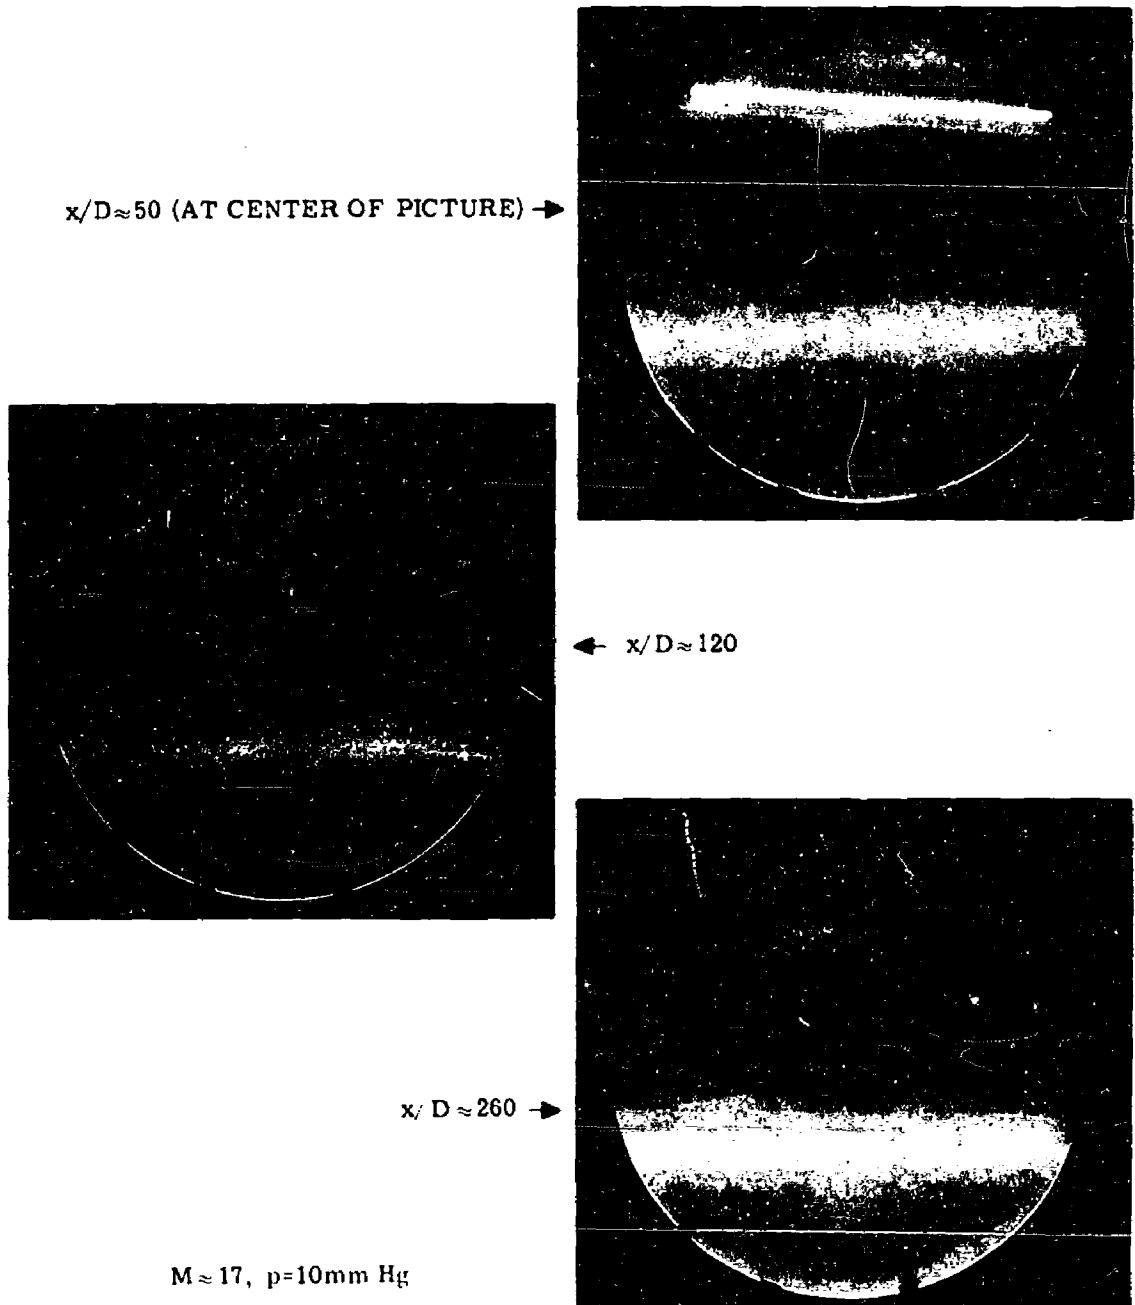 x/D≈50 (AT CENTER OF PICTURE)
x/D≈120
x/D≈260
M≈17, p=10mm Hg